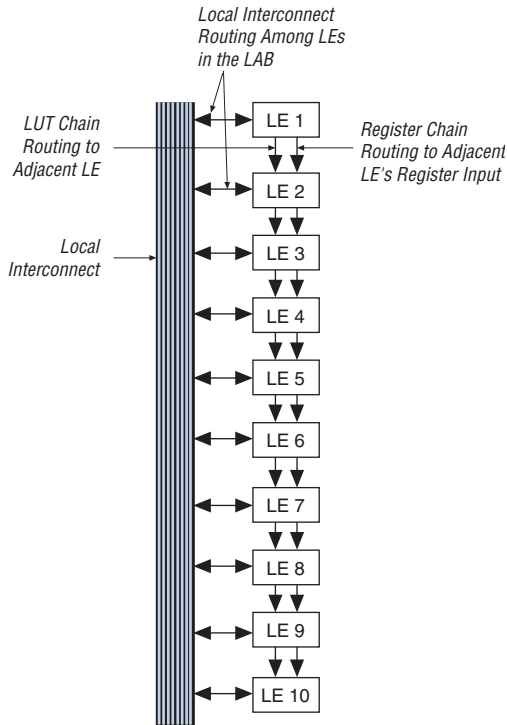 Local Interconnect
Routing Among LEs
in the LAB
LUT Chain
Routing to
Adjacent LE
Register Chain
Routing to Adjacent
LE's Register Input
Local
Interconnect
LE 1
LE 2
LE 3
LE 4
LE 5
LE 6
LE 7
LE 8
LE 9
LE 10